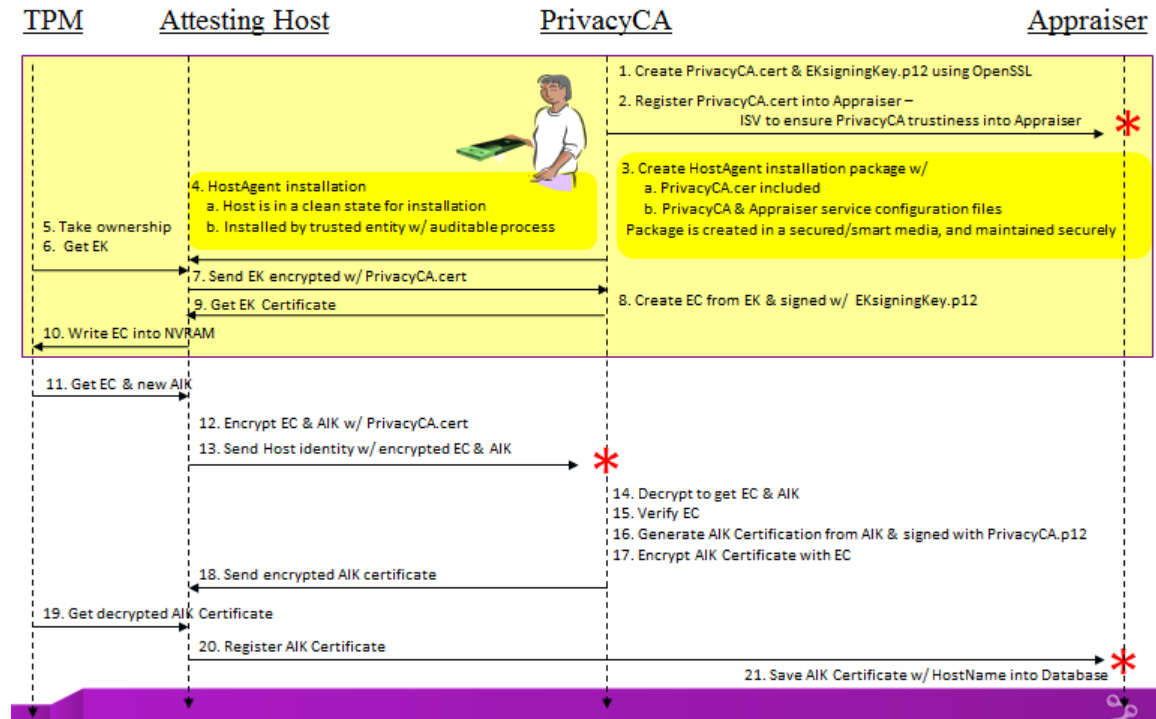 TPM
Attesting Host
PrivacyCA
Appraiser
1. Create PrivacyCA.cert & EKsigningKey.p12 using OpenSSL
2. Register PrivacyCA.cert into Appraiser –
ISV to ensure PrivacyCA trustiness into Appraiser
3. Create HostAgent installation package w/
a. PrivacyCA.cer included
b. PrivacyCA & Appraiser service configuration files
Package is created in a secured/smart media, and maintained securely
4. HostAgent installation
a. Host is in a clean state for installation
b. Installed by trusted entity w/ auditable process
5. Take ownership
6. Get EK
7. Send EK encrypted w/ PrivacyCA.cert
8. Create EC from EK & signed w/ EKsigningKey.p12
9. Get EK Certificate
10. Write EC into NVRAM
11. Get EC & new AIK
12. Encrypt EC & AIK w/ PrivacyCA.cert
13. Send Host identity w/ encrypted EC & AIK
14. Decrypt to get EC & AIK
15. Verify EC
16. Generate AIK Certification from AIK & signed with PrivacyCA.p12
17. Encrypt AIK Certificate with EC
18. Send encrypted AIK certificate
19. Get decrypted AIK Certificate
20. Register AIK Certificate
21. Save AIK Certificate w/ HostName into Database